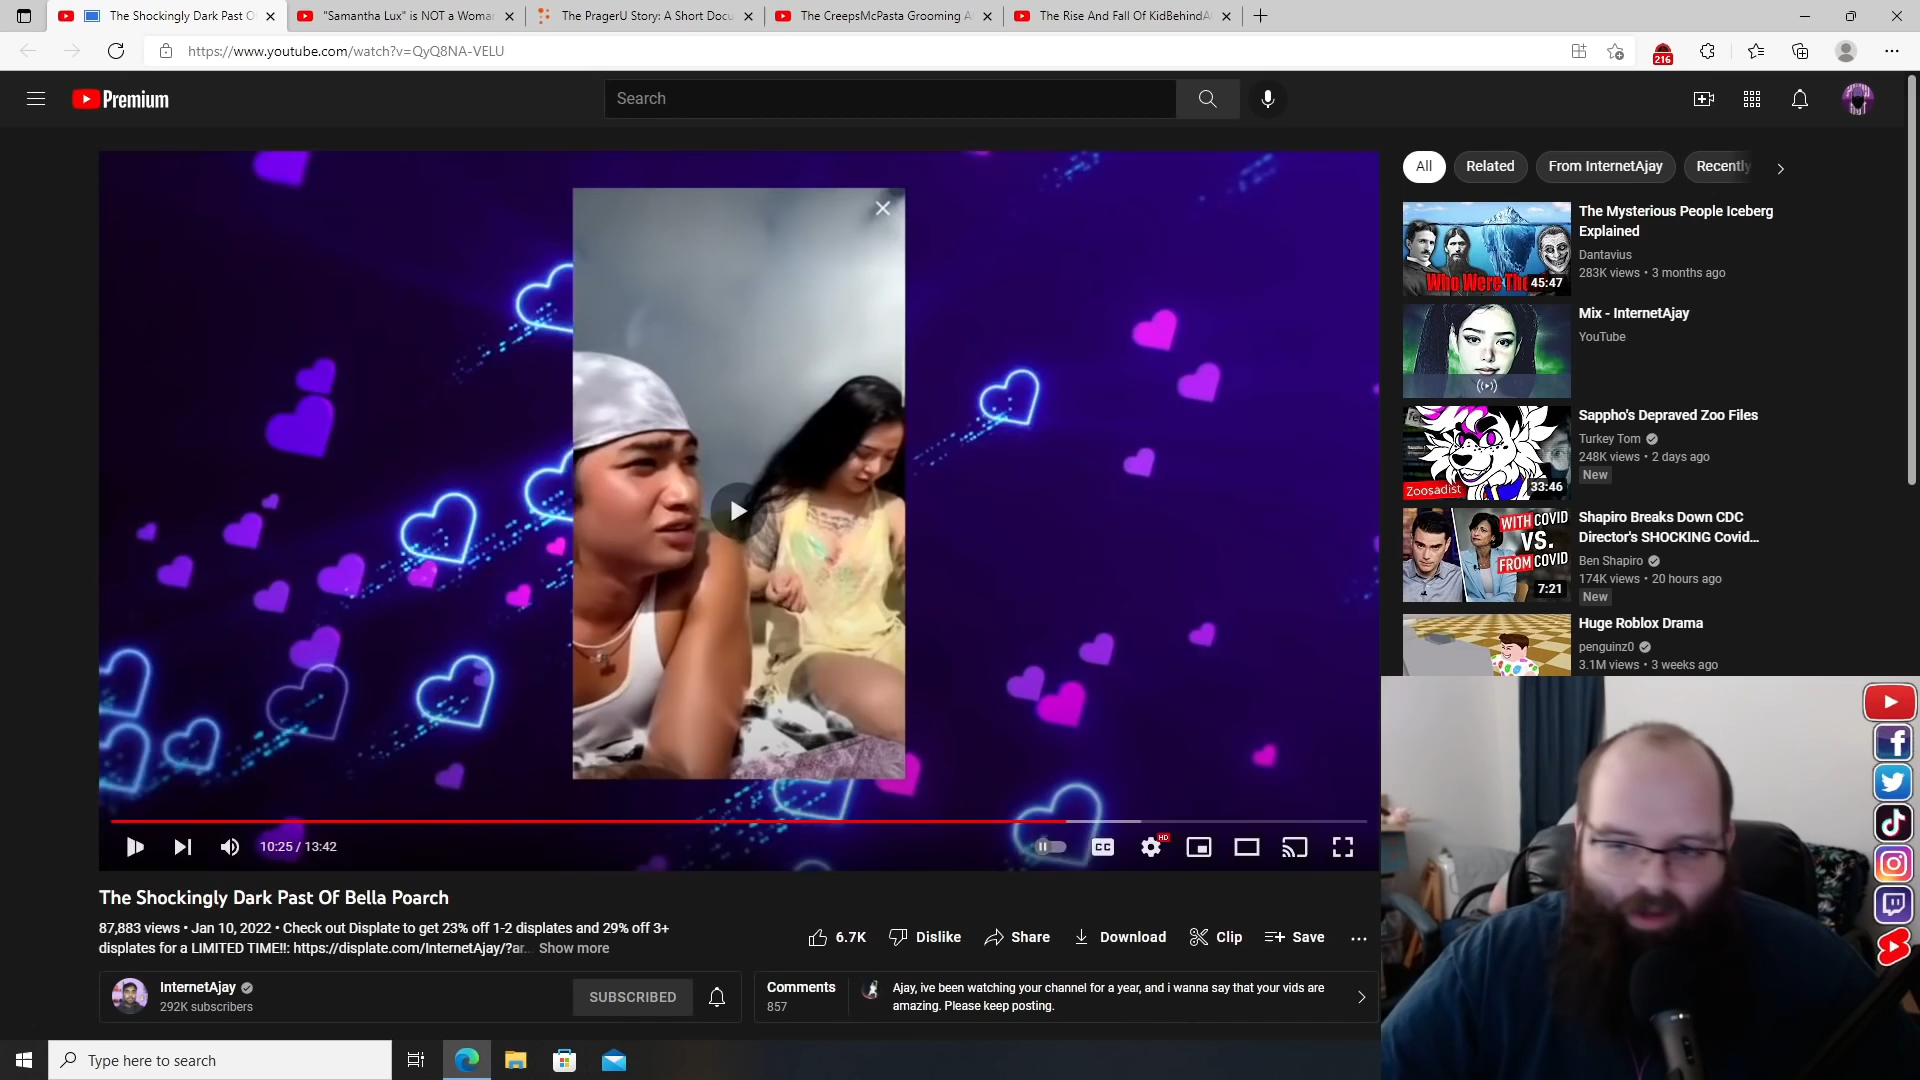 The Shockingly Dark Past O
"Samantha Lux" is NOT a Woma
The PragerU Story: A Short Docu
The CreepsMcPasta Grooming A
The Rise And Fall Of KidBehindA
https://www.youtube.com/watch?v=QyQ8NA-VELU
216
Premium
Search
All
Related
From InternetAjay
Recently
The Mysterious People Iceberg
Explained
Dantavius
283K views • 3 months ago
Who Were The
45:47
Mix - InternetAjay
YouTube
Sappho's Depraved Zoo Files
Turkey Tom
248K views • 2 days ago
New
Zoosadist
33:46
Shapiro Breaks Down CDC
Director's SHOCKING Covid...
Ben Shapiro
174K views • 20 hours ago
New
WITH COVID
VS.
FROM COVID
7:21
Huge Roblox Drama
penguinz0
3.1M views • 3 weeks ago
10:25 / 13:42
CC
HD
The Shockingly Dark Past Of Bella Poarch
87,883 views • Jan 10, 2022 • Check out Displate to get 23% off 1-2 displates and 29% off 3+
displates for a LIMITED TIME!!: https://displate.com/InternetAjay/?ar... Show more
6.7K
Dislike
Share
Download
Clip
Save
InternetAjay
292K subscribers
SUBSCRIBED
Comments
857
Ajay, ive been watching your channel for a year, and i wanna say that your vids are
amazing. Please keep posting.
Type here to search